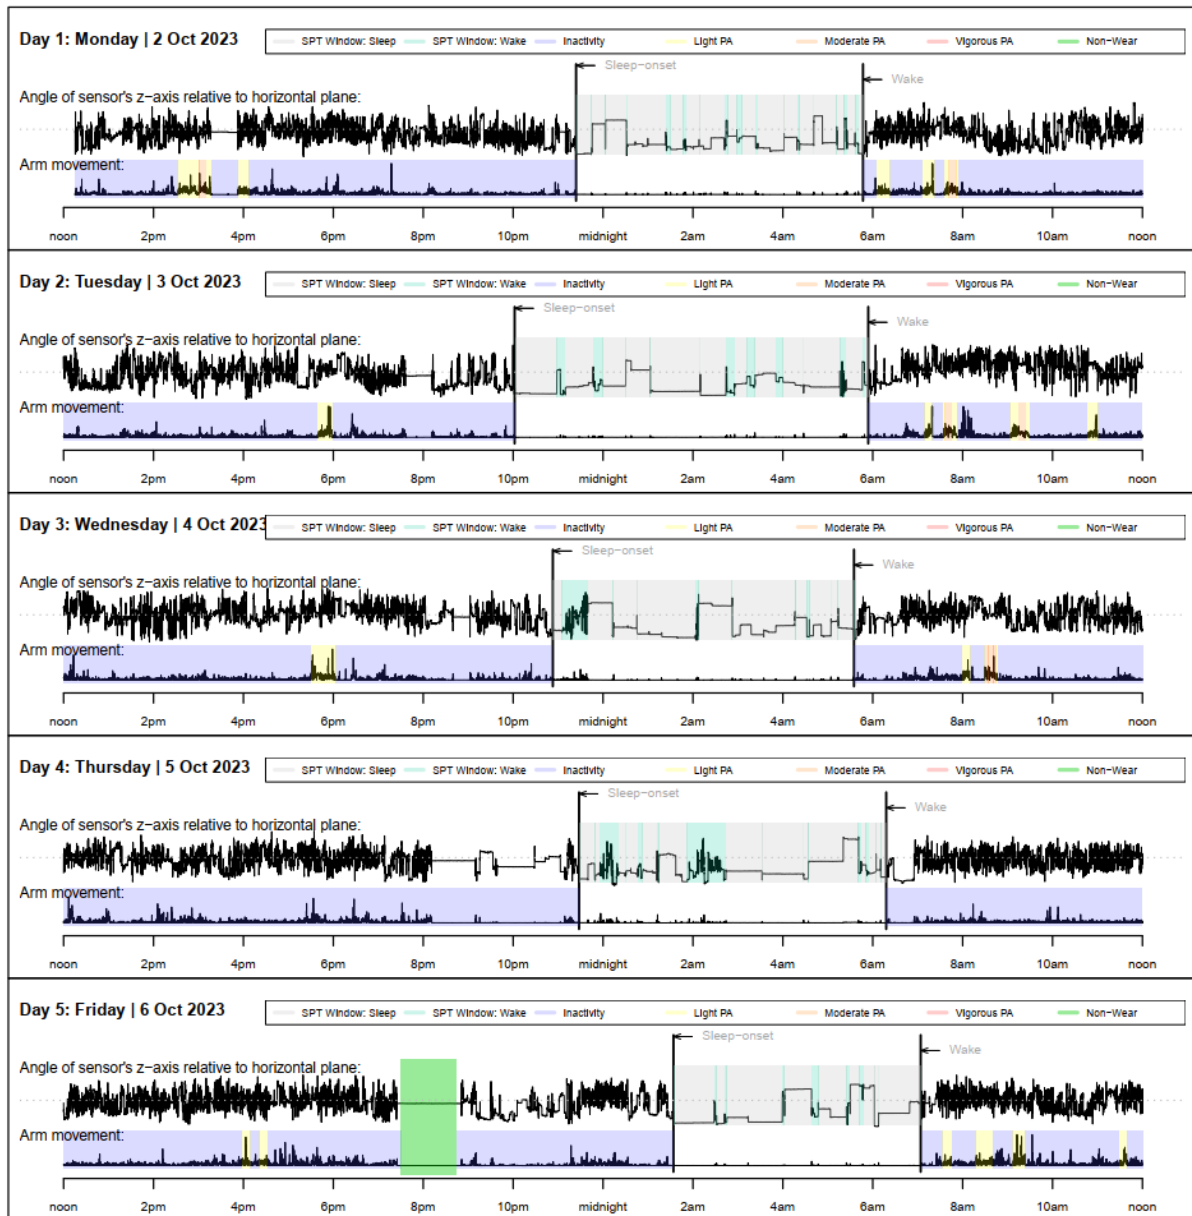 Day 1: Monday | 2 Oct 2023
SPT Window: Sleep SPT Window: Wake Inactivity Light PA Moderate PA Vigorous PA Non-Wear
Sleep-onset
Wake
Angle of sensor's z-axis relative to horizontal plane:
Arm movement:
noon 2pm 4pm 6pm 8pm 10pm midnight 2am 4am 6am 8am 10am noon
Day 2: Tuesday | 3 Oct 2023
SPT Window: Sleep SPT Window: Wake Inactivity Light PA Moderate PA Vigorous PA Non-Wear
Sleep-onset
Wake
Angle of sensor's z-axis relative to horizontal plane:
Arm movement:
noon 2pm 4pm 6pm 8pm 10pm midnight 2am 4am 6am 8am 10am noon
Day 3: Wednesday | 4 Oct 2023
SPT Window: Sleep SPT Window: Wake Inactivity Light PA Moderate PA Vigorous PA Non-Wear
Sleep-onset
Wake
Angle of sensor's z-axis relative to horizontal plane:
Arm movement:
noon 2pm 4pm 6pm 8pm 10pm midnight 2am 4am 6am 8am 10am noon
Day 4: Thursday | 5 Oct 2023
SPT Window: Sleep SPT Window: Wake Inactivity Light PA Moderate PA Vigorous PA Non-Wear
Sleep-onset
Wake
Angle of sensor's z-axis relative to horizontal plane:
Arm movement:
noon 2pm 4pm 6pm 8pm 10pm midnight 2am 4am 6am 8am 10am noon
Day 5: Friday | 6 Oct 2023
SPT Window: Sleep SPT Window: Wake Inactivity Light PA Moderate PA Vigorous PA Non-Wear
Sleep-onset
Wake
Angle of sensor's z-axis relative to horizontal plane:
Arm movement:
noon 2pm 4pm 6pm 8pm 10pm midnight 2am 4am 6am 8am 10am noon